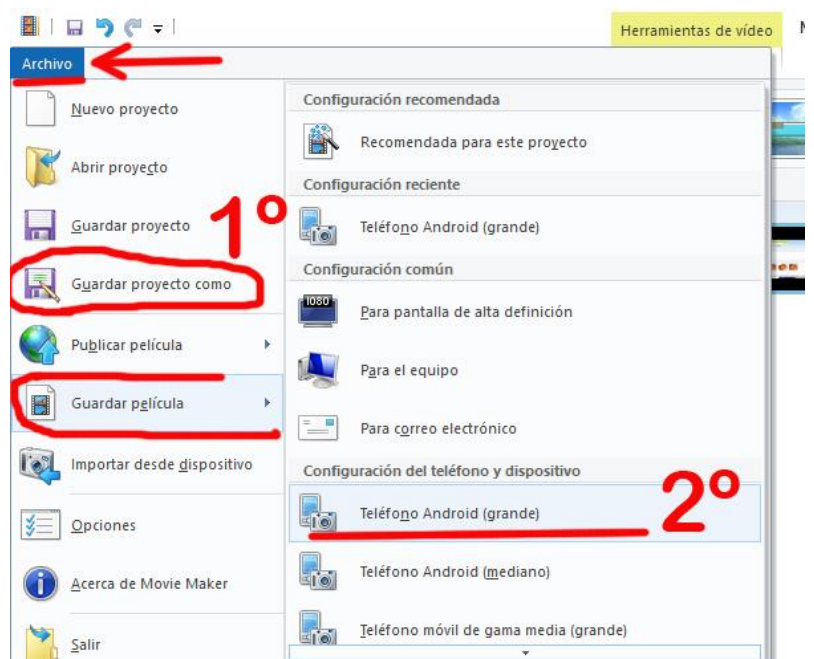 Herramientas de vídeo
Archivo
Nuevo proyecto
Abrir proyecto
Guardar proyecto
1º
Guardar proyecto como
Publicar película
Guardar película
Importar desde dispositivo
Opciones
Acerca de Movie Maker
Salir
Configuración recomendada
Recomendada para este proyecto
Configuración reciente
Teléfono Android (grande)
Configuración común
1080
Para pantalla de alta definición
Para el equipo
Para correo electrónico
Configuración del teléfono y dispositivo
Teléfono Android (grande)
2º
Teléfono Android (mediano)
Teléfono móvil de gama media (grande)